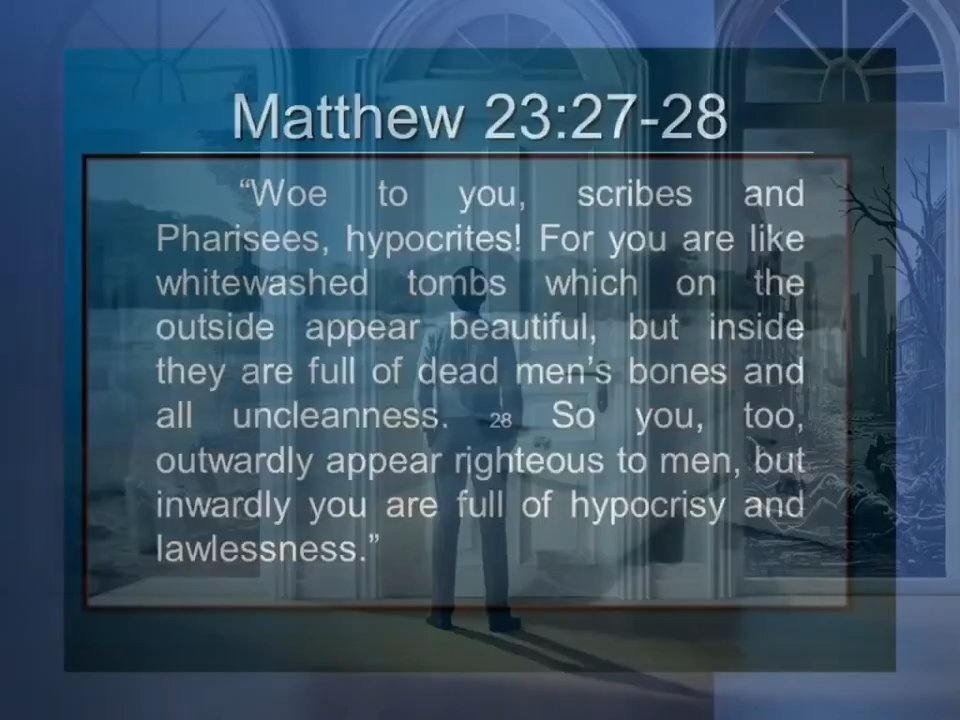 Matthew 23:27-28
“Woe to you, scribes and
Pharisees, hypocrites! For you are like
whitewashed tombs which on the
outside appear beautiful, but inside
they are full of dead men’s bones and
all uncleanness. 28 So you, too,
outwardly appear righteous to men, but
inwardly you are full of hypocrisy and
lawlessness.”